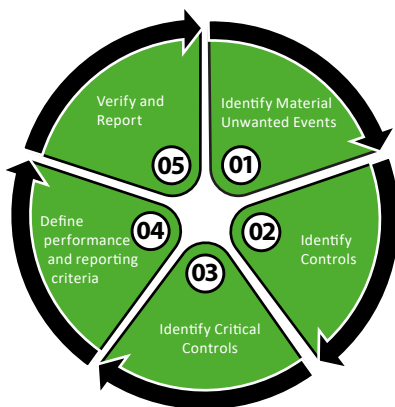 Identify Material
Unwanted Events
01
Identify
Controls
02
Identify Critical
Controls
03
Define
performance
and reporting
criteria
04
Verify and
Report
05